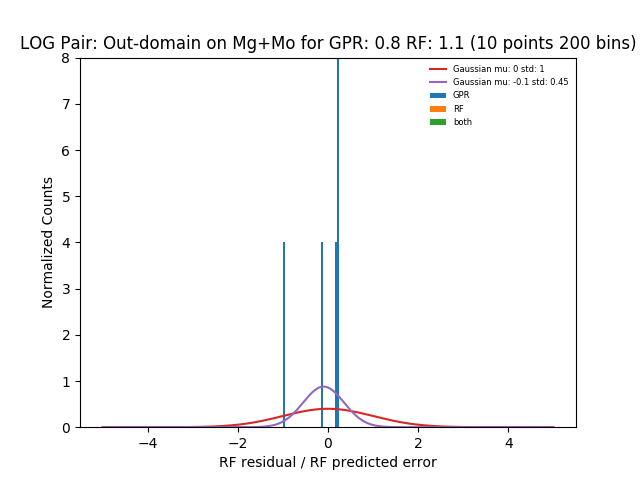 LOG Pair: Out-domain on Mg+Mo for GPR: 0.8 RF: 1.1 (10 points 200 bins)
Gaussian mu: 0 std: 1
Gaussian mu: -0.1 std: 0.45
GPR
RF
both
Normalized Counts
8
7
6
5
4
3
2
1
0
−4
−2
0
2
4
RF residual / RF predicted error